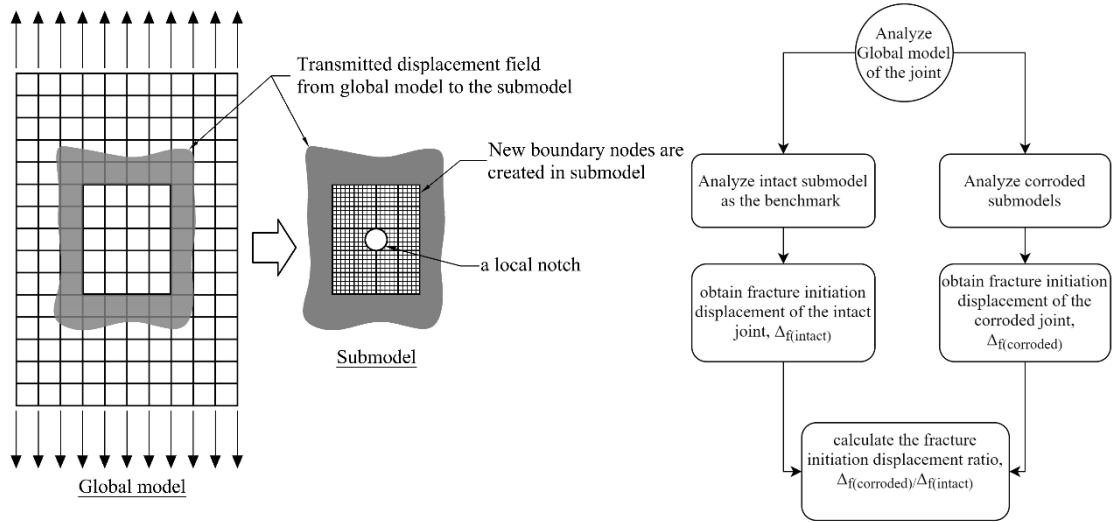 Transmitted displacement field
from global model to the submodel
New boundary nodes are
created in submodel
a local notch
Submodel
Global model
Analyze
Global model
of the joint
Analyze intact submodel
as the benchmark
Analyze corroded
submodels
obtain fracture initiation
displacement of the intact
joint, Δf(intact)
obtain fracture initiation
displacement of the
corroded joint,
Δf(corroded)
calculate the fracture
initiation displacement ratio,
Δf(corroded)/Δf(intact)